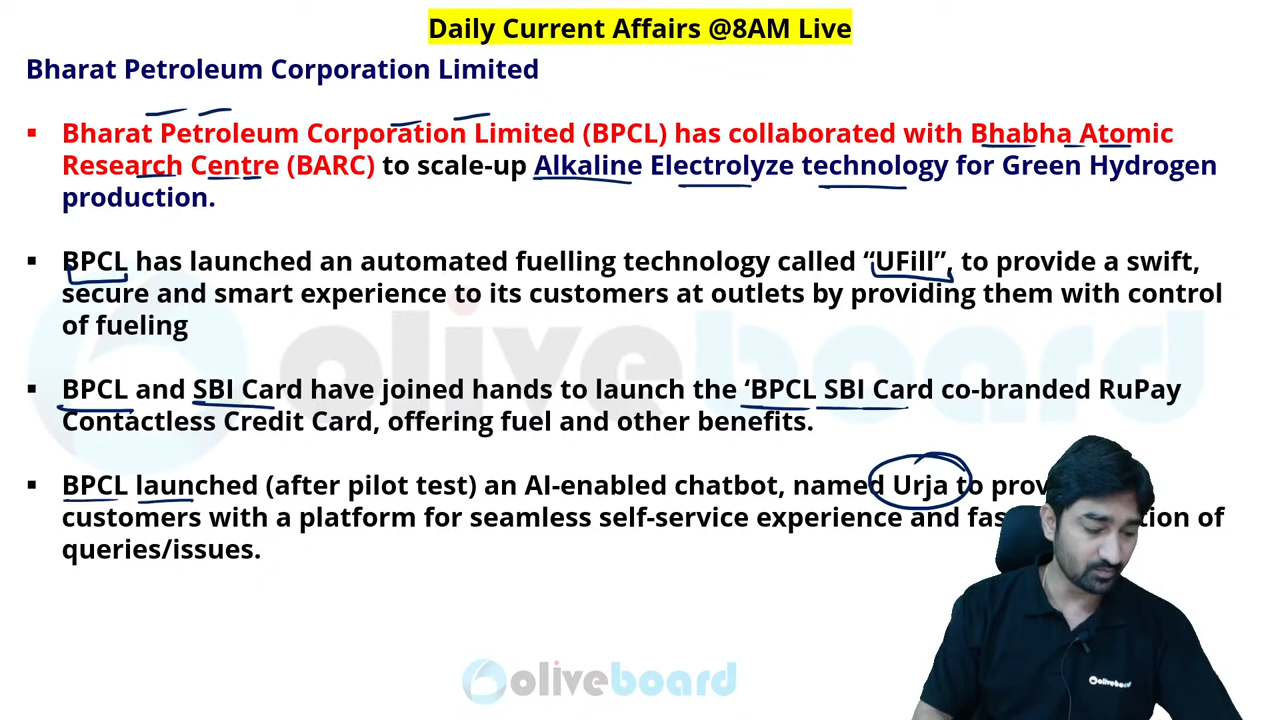 Daily Current Affairs @8AM Live
Bharat Petroleum Corporation Limited
▪ Bharat Petroleum Corporation Limited (BPCL) has collaborated with Bhabha Atomic
Research Centre (BARC) to scale-up Alkaline Electrolyze technology for Green Hydrogen
production.
▪ BPCL has launched an automated fuelling technology called “UFill”, to provide a swift,
secure and smart experience to its customers at outlets by providing them with control
of fueling
▪ BPCL and SBI Card have joined hands to launch the ‘BPCL SBI Card co-branded RuPay
Contactless Credit Card, offering fuel and other benefits.
▪ BPCL launched (after pilot test) an AI-enabled chatbot, named Urja to
customers with a platform for seamless self-service experience and of
queries/issues.
oliveboard
oliveboard
oliveboard